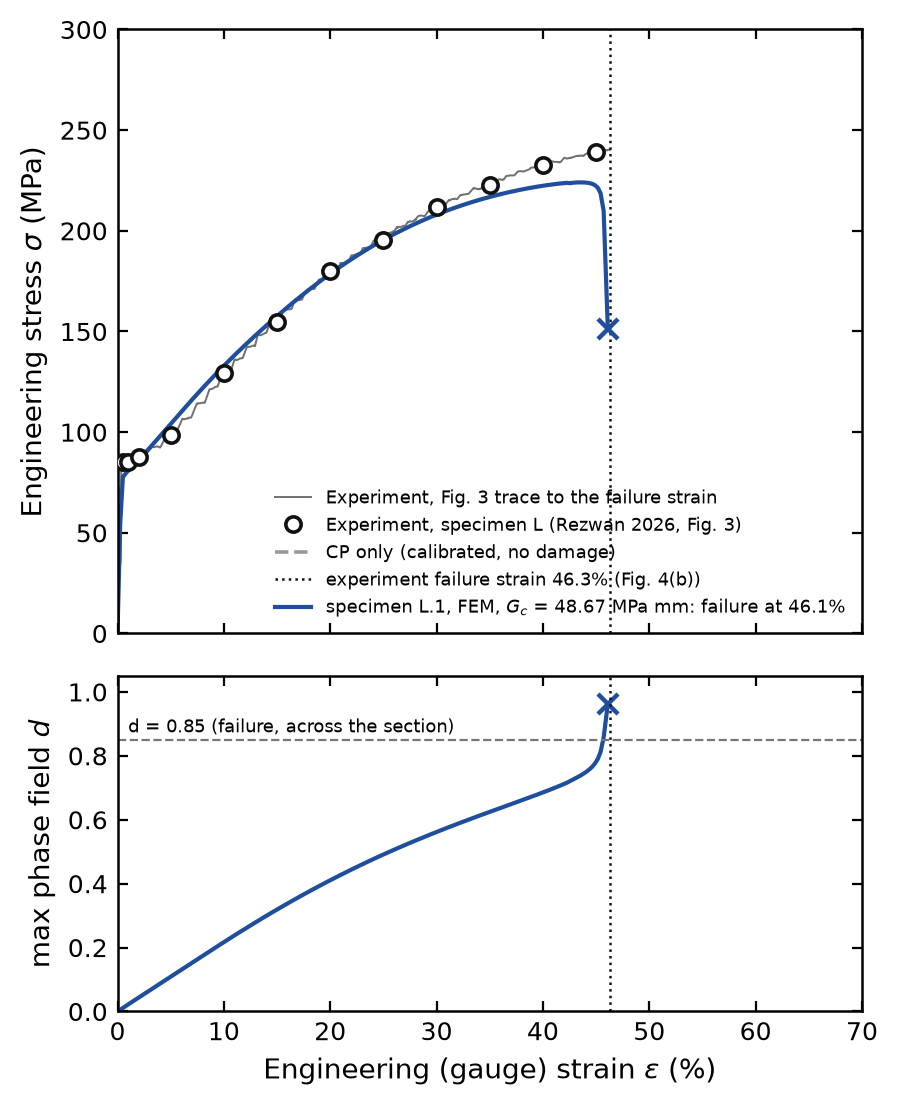 300
250
200
150
100
50
0
Engineering stress σ (MPa)
Experiment, Fig. 3 trace to the failure strain
Experiment, specimen L (Rezwan 2026, Fig. 3)
CP only (calibrated, no damage)
experiment failure strain 46.3% (Fig. 4(b))
specimen L.1, FEM, G_c = 48.67 MPa mm: failure at 46.1%
1.0
0.8
0.6
0.4
0.2
0.0
max phase field d
d = 0.85 (failure, across the section)
0 10 20 30 40 50 60 70
Engineering (gauge) strain ε (%)